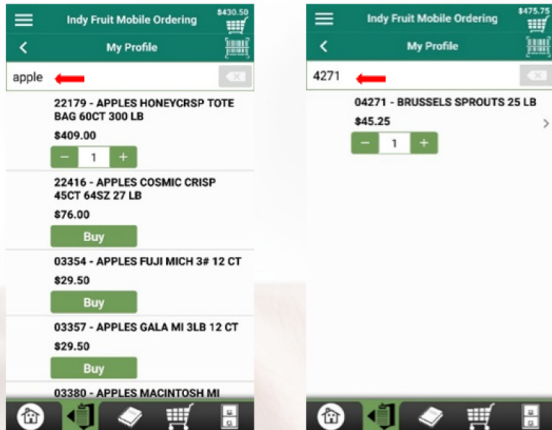 $430.50
Indy Fruit Mobile Ordering
My Profile
apple
22179 - APPLES HONEYCRSP TOTE
BAG 60CT 300 LB
$409.00
- 1 +
22416 - APPLES COSMIC CRISP
45CT 64SZ 27 LB
$76.00
Buy
03354 - APPLES FUJI MICH 3# 12 CT
$29.50
Buy
03357 - APPLES GALA MI 3LB 12 CT
$29.50
Buy
03380 - APPLES MACINTOSH MI
$475.75
Indy Fruit Mobile Ordering
My Profile
4271
04271 - BRUSSELS SPROUTS 25 LB
$45.25
- 1 +